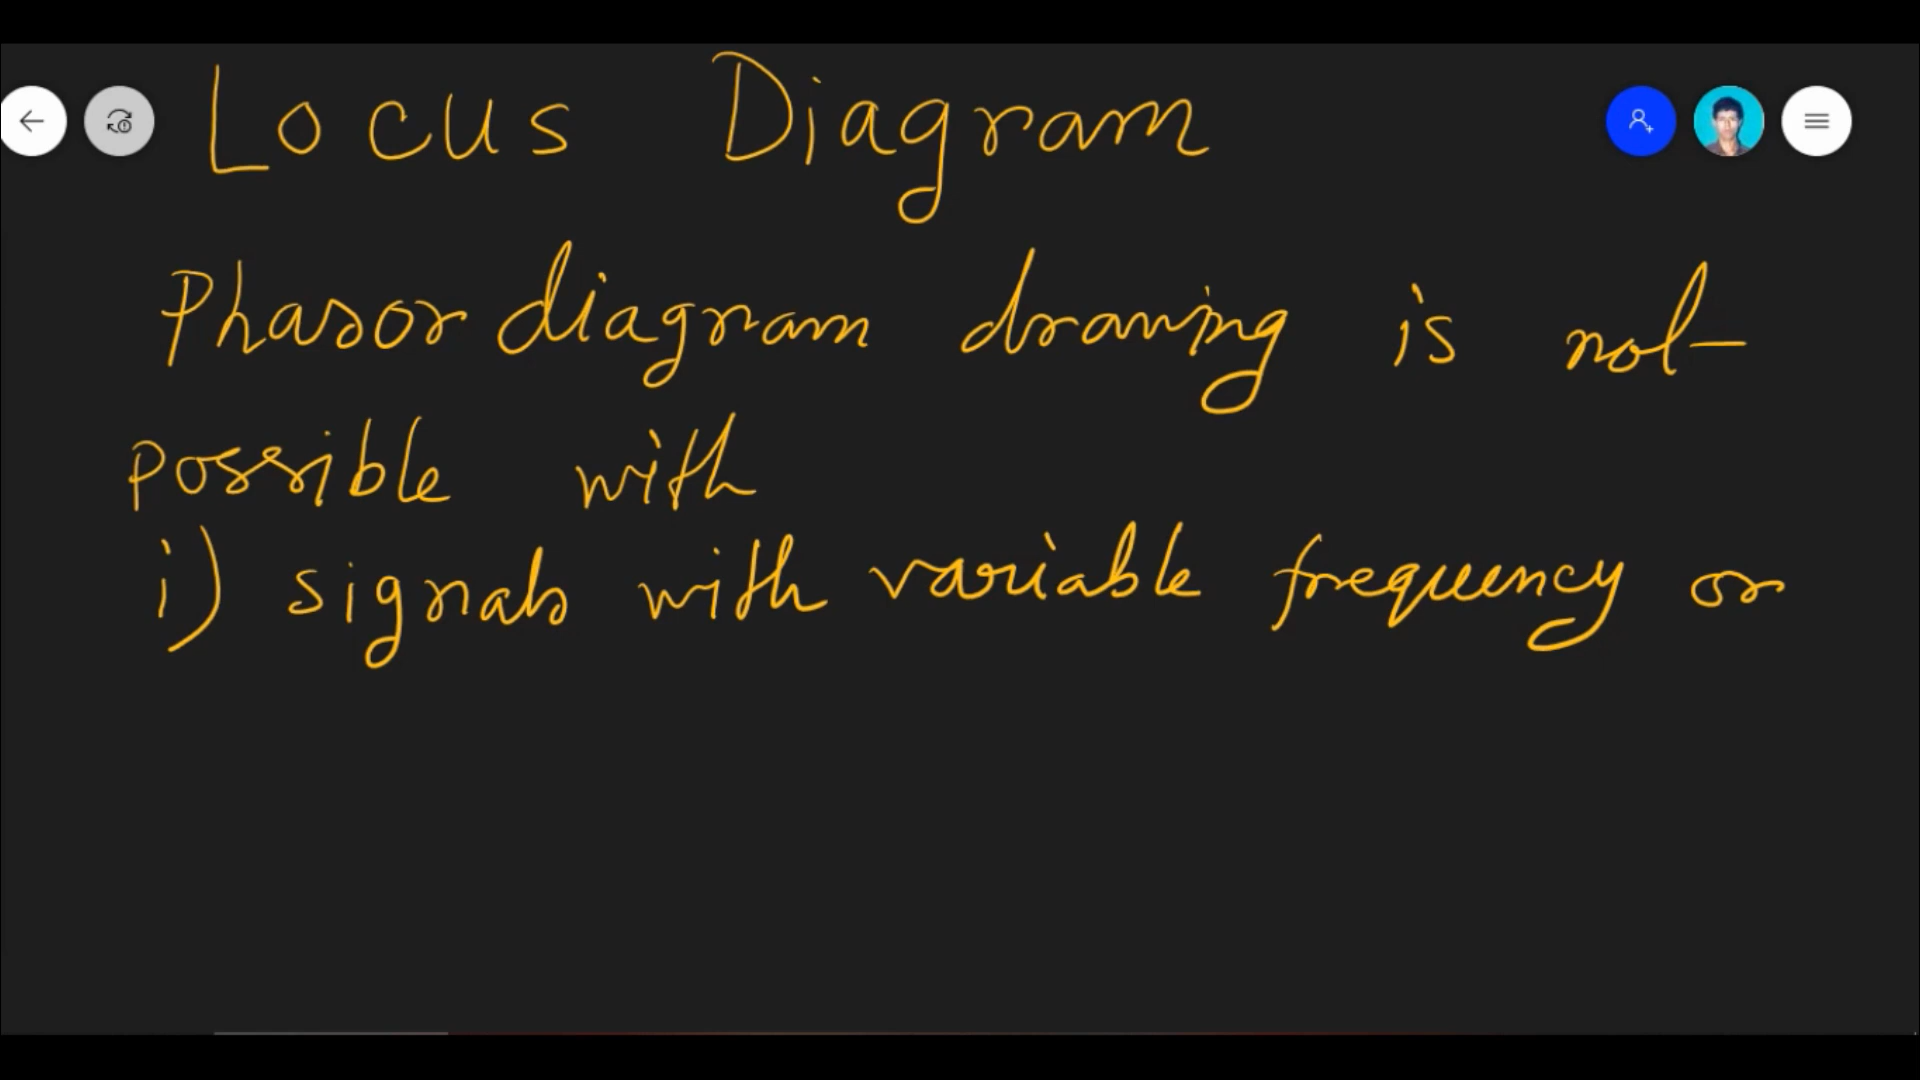 Locus Diagram
Phasor diagram drawing is not
possible with
i) signals with variable frequency or